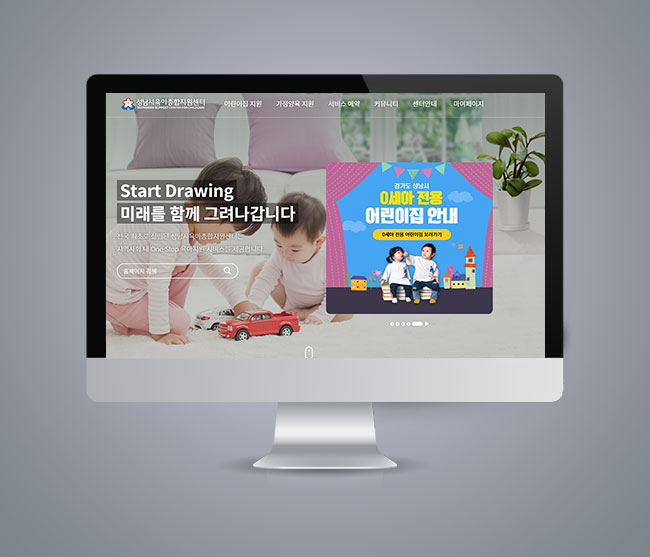 성남시육아종합지원센터
SEONGNAM SUPPORT CENTER FOR CHILDCARE
어린이집 지원 가정양육 지원 서비스 예약 커뮤니티 센터안내 마이페이지
Start Drawing
미래를 함께 그려나갑니다
전국 최초로 설립된 성남시육아종합지원센터는
지역사회 내 One-Stop 육아지원 서비스를 제공합니다
홈페이지
경기도 성남시
0세아 전용
어린이집 안내
0세아 전용 어린이집 보러가기